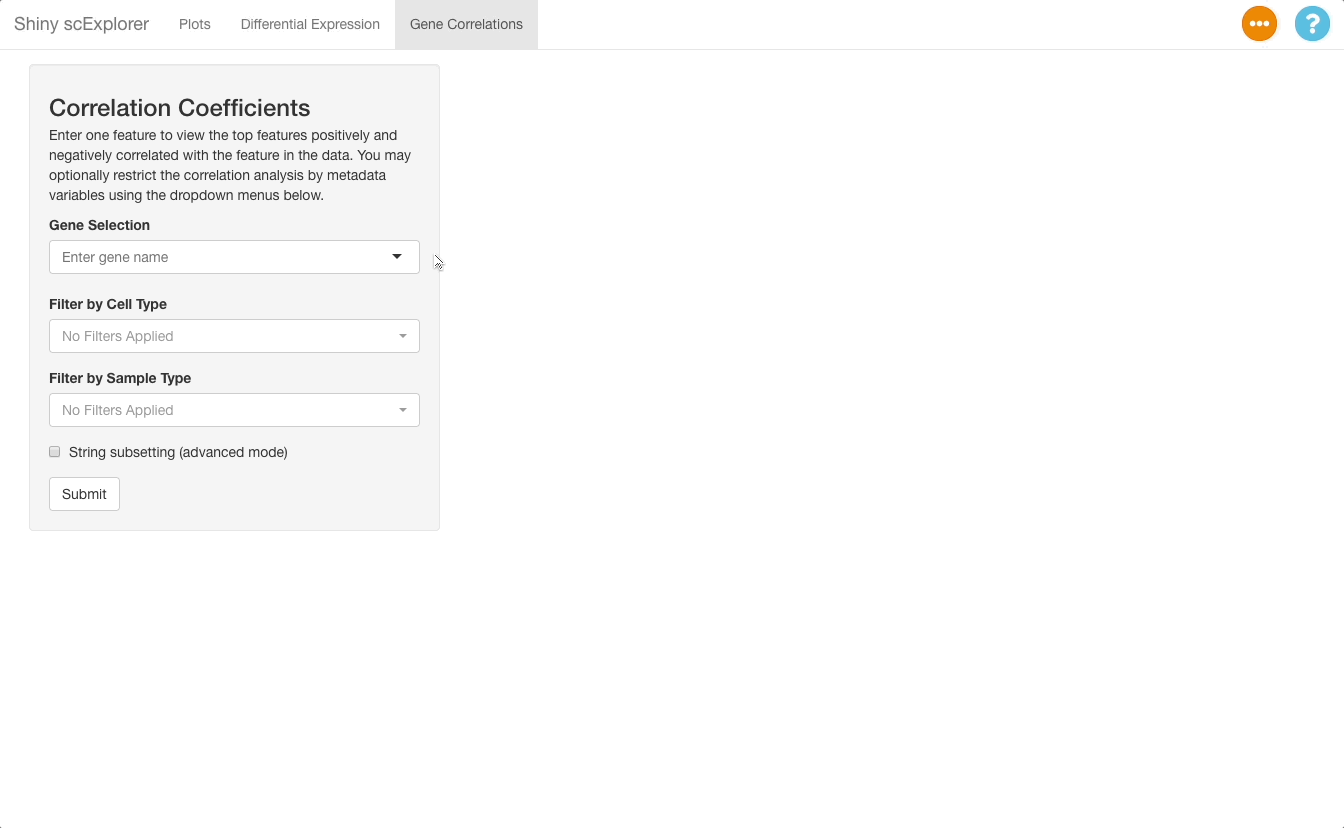 Shiny scExplorer Plots Differential Expression Gene Correlations ?
Correlation Coefficients
Enter one feature to view the top features positively and
negatively correlated with the feature in the data. You may
optionally restrict the correlation analysis by metadata
variables using the dropdown menus below.
Gene Selection
Enter gene name
Filter by Cell Type
No Filters Applied
Filter by Sample Type
No Filters Applied
String subsetting (advanced mode)
Submit